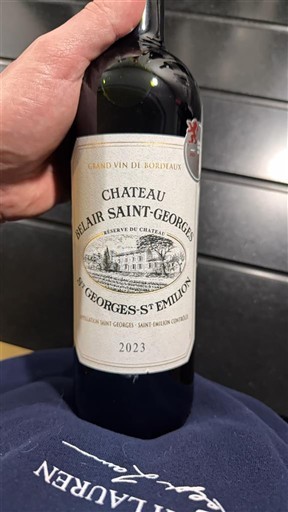 GRAND VIN DE BORDEAUX
CHATEAU
BELAIR SAINT-GEORGES
RÉSERVE DU CHATEAU
ST GEORGES-ST EMILION
APPELLATION SAINT GEORGES - SAINT-EMILION CONTRÔLÉE
2023
LAUREN